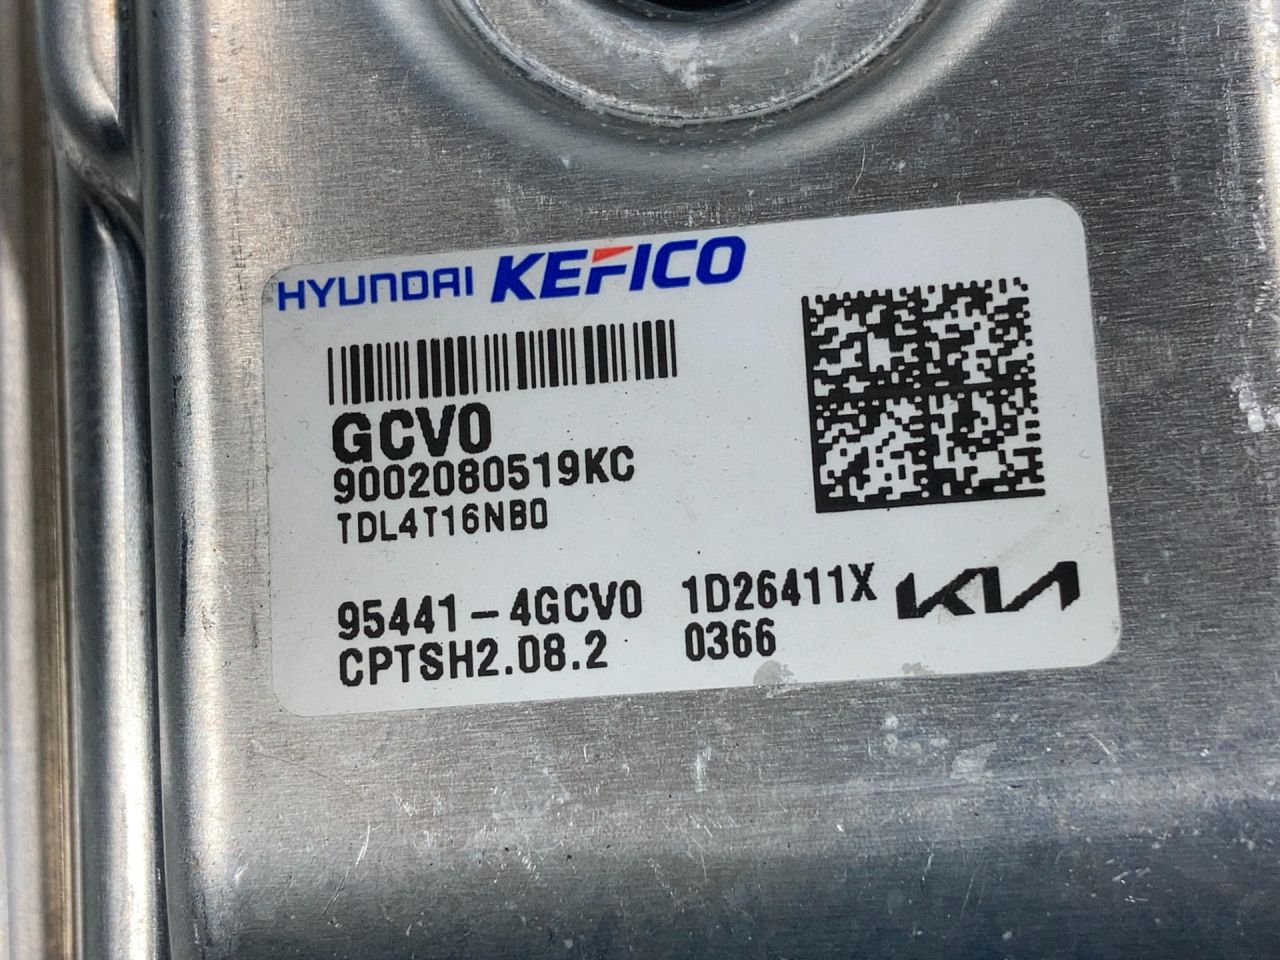 HYUNDAI KEFICO
GCV0
9002080519KC
TDL4T16NB0
95441-4GCV0 1D26411X KIA
CPTSH2.08.2 0366